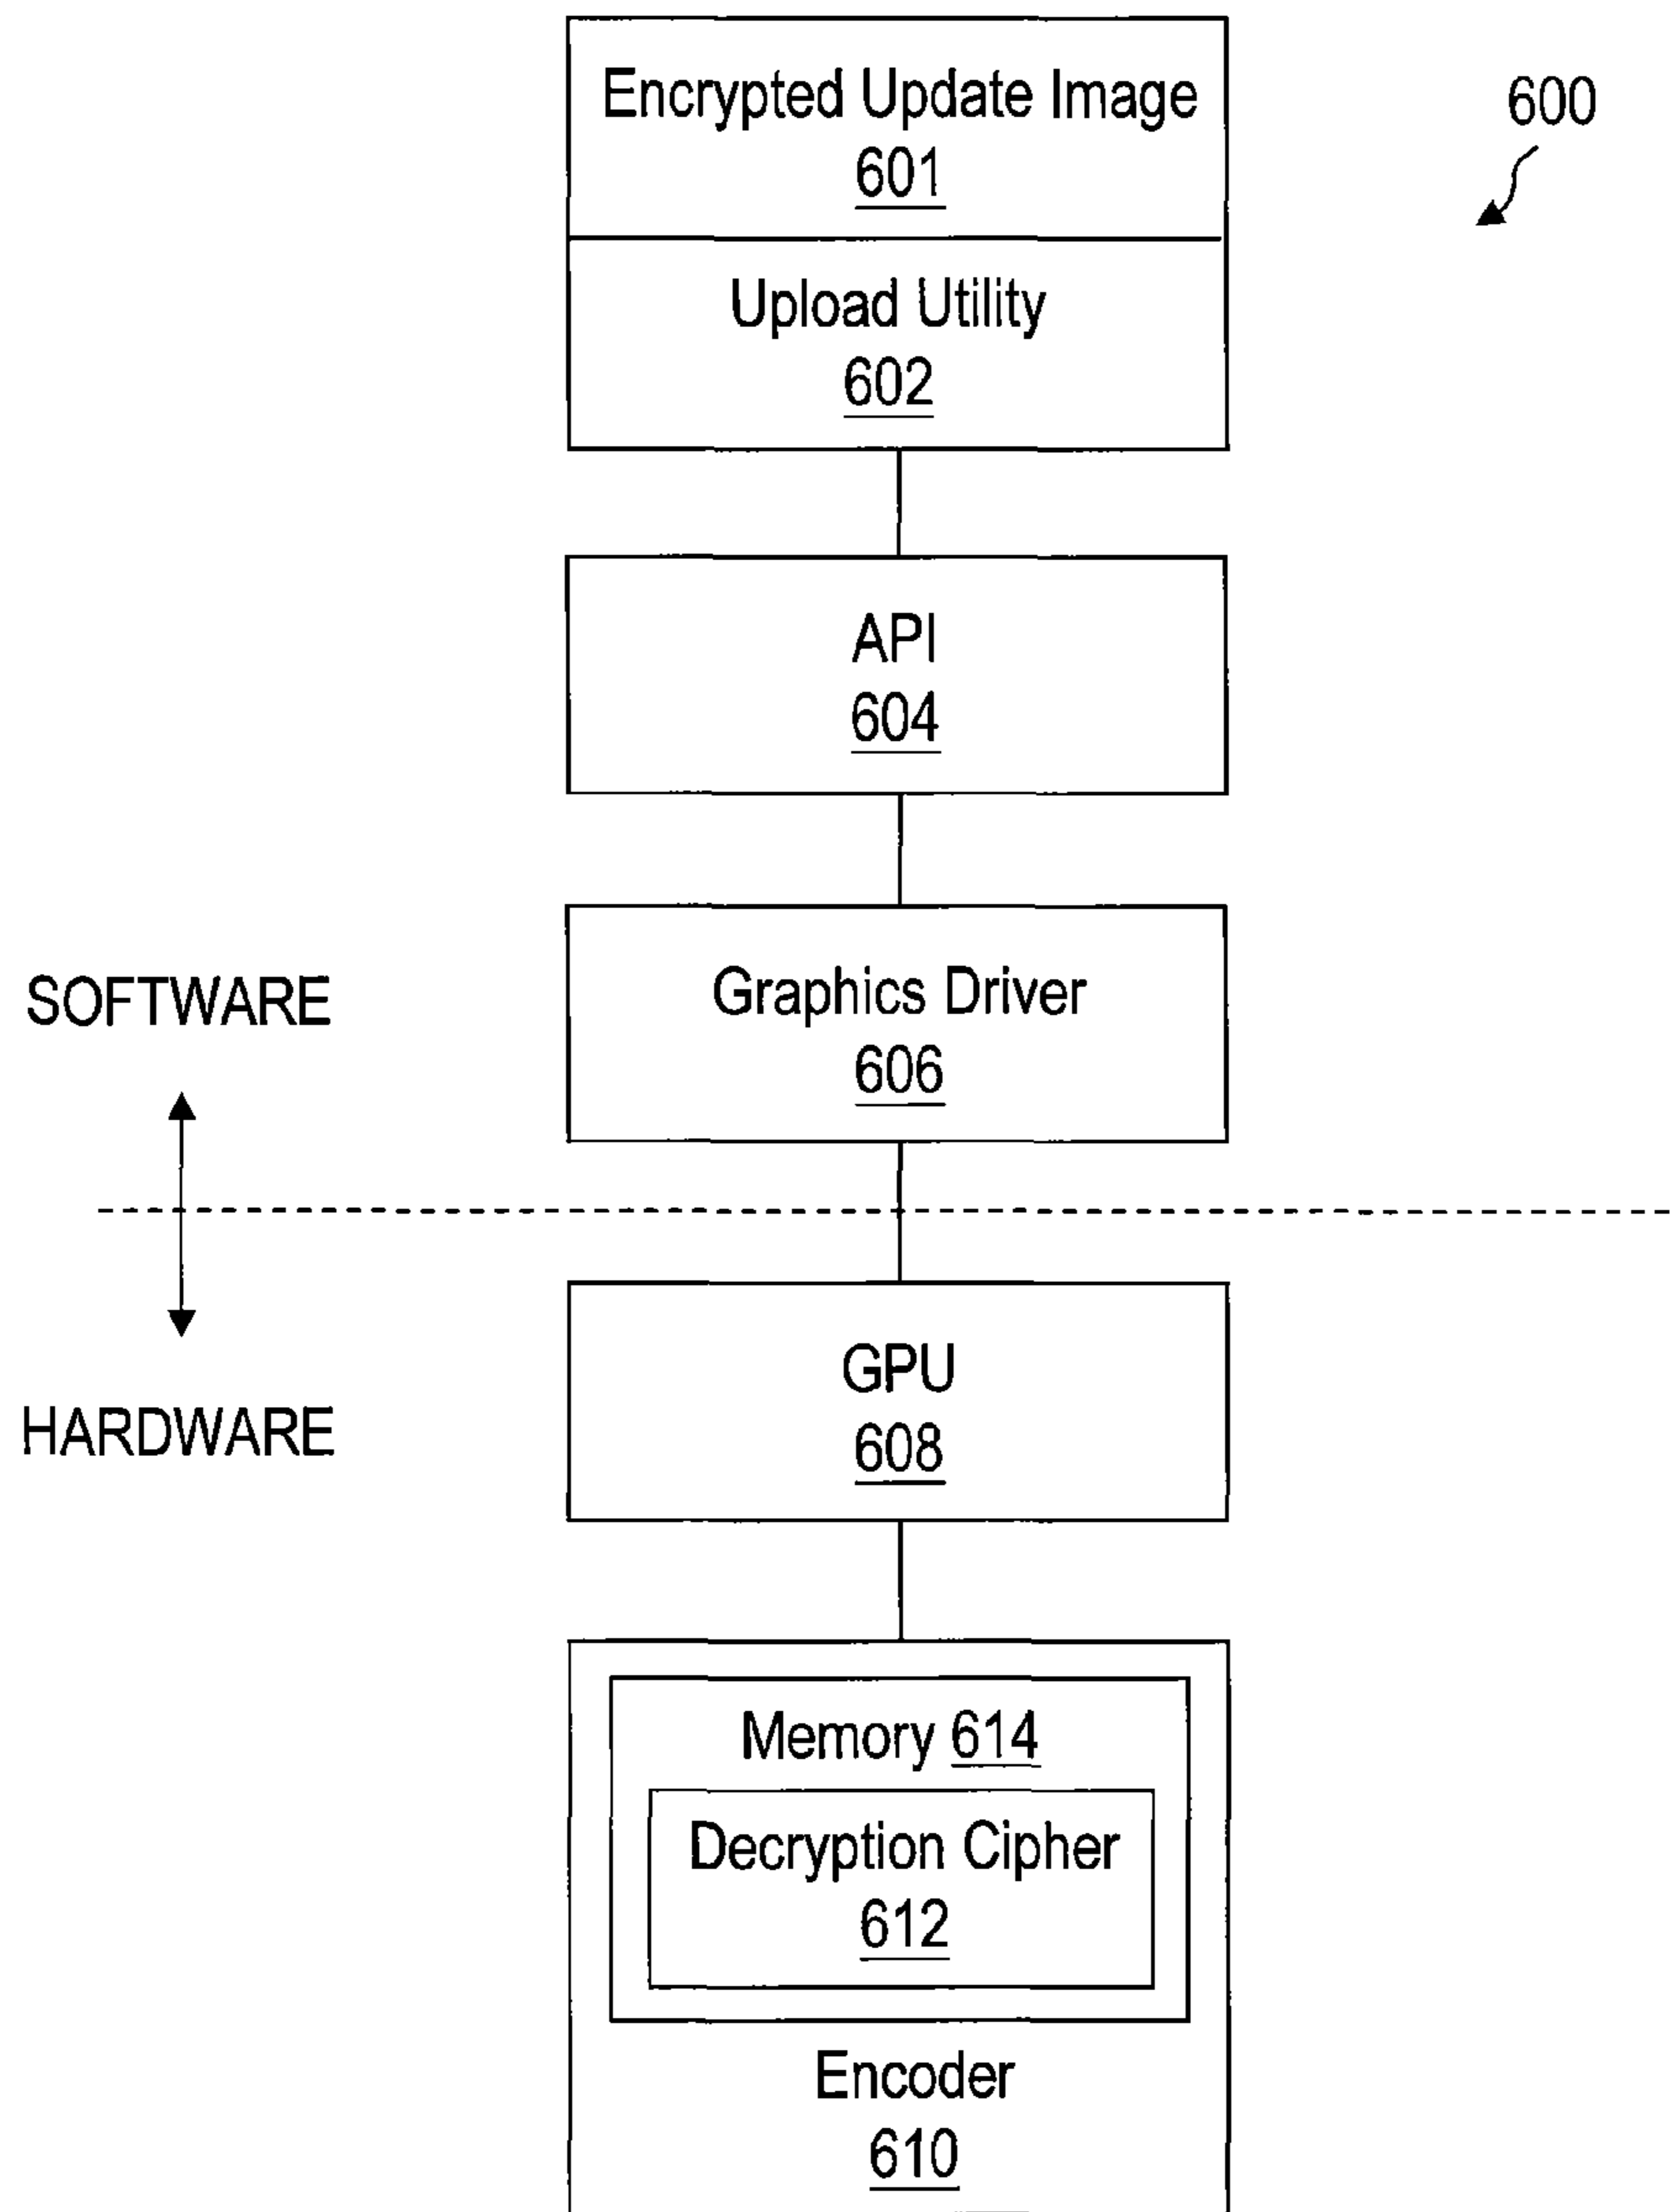 Encrypted Update Image
601
600
Upload Utility
602
API
604
Graphics Driver
606
SOFTWARE
HARDWARE
GPU
608
Memory 614
Decryption Cipher
612
Encoder
610